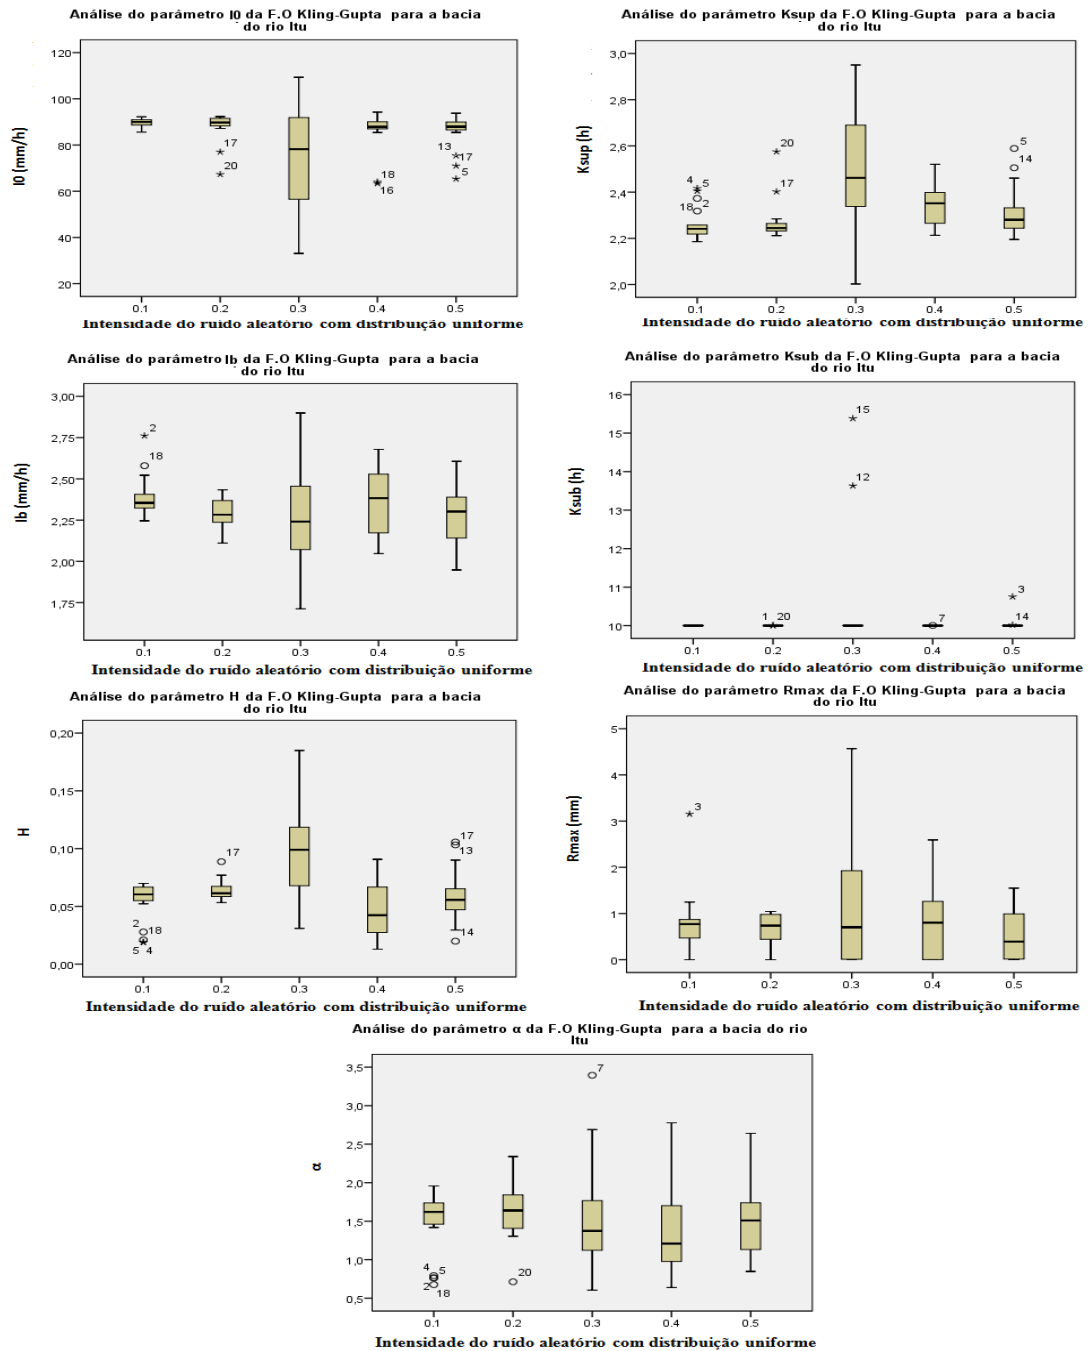 Análise do parâmetro I0 da F.O Kling-Gupta para a bacia
do rio Itu
120
100
80
60
40
20
I0 (mm/h)
17
20
18
16
13
17
5
0.1 0.2 0.3 0.4 0.5
Intensidade do ruído aleatório com distribuição uniforme
Análise do parâmetro Ksup da F.O Kling-Gupta para a bacia
do rio Itu
3,0
2,8
2,6
2,4
2,2
2,0
Ksup (h)
4
5
18
2
20
17
5
14
0.1 0.2 0.3 0.4 0.5
Intensidade do ruído aleatório com distribuição uniforme
Análise do parâmetro Ib da F.O Kling-Gupta para a bacia
do rio Itu
3,00
2,75
2,50
2,25
2,00
1,75
Ib (mm/h)
2
18
0.1 0.2 0.3 0.4 0.5
Intensidade do ruído aleatório com distribuição uniforme
Análise do parâmetro Ksub da F.O Kling-Gupta para a bacia
do rio Itu
16
15
14
13
12
11
10
Ksub (h)
15
12
3
1
20
7
14
0.1 0.2 0.3 0.4 0.5
Intensidade do ruído aleatório com distribuição uniforme
Análise do parâmetro H da F.O Kling-Gupta para a bacia
do rio Itu
0,20
0,15
0,10
0,05
0,00
H
2
18
5
4
17
17
13
14
0.1 0.2 0.3 0.4 0.5
Intensidade do ruído aleatório com distribuição uniforme
Análise do parâmetro Rmax da F.O Kling-Gupta para a bacia
do rio Itu
5
4
3
2
1
0
Rmax (mm)
3
0.1 0.2 0.3 0.4 0.5
Intensidade do ruído aleatório com distribuição uniforme
Análise do parâmetro α da F.O Kling-Gupta para a bacia do rio
Itu
3,5
3,0
2,5
2,0
1,5
1,0
0,5
α
4
5
2
18
20
7
0.1 0.2 0.3 0.4 0.5
Intensidade do ruído aleatório com distribuição uniforme